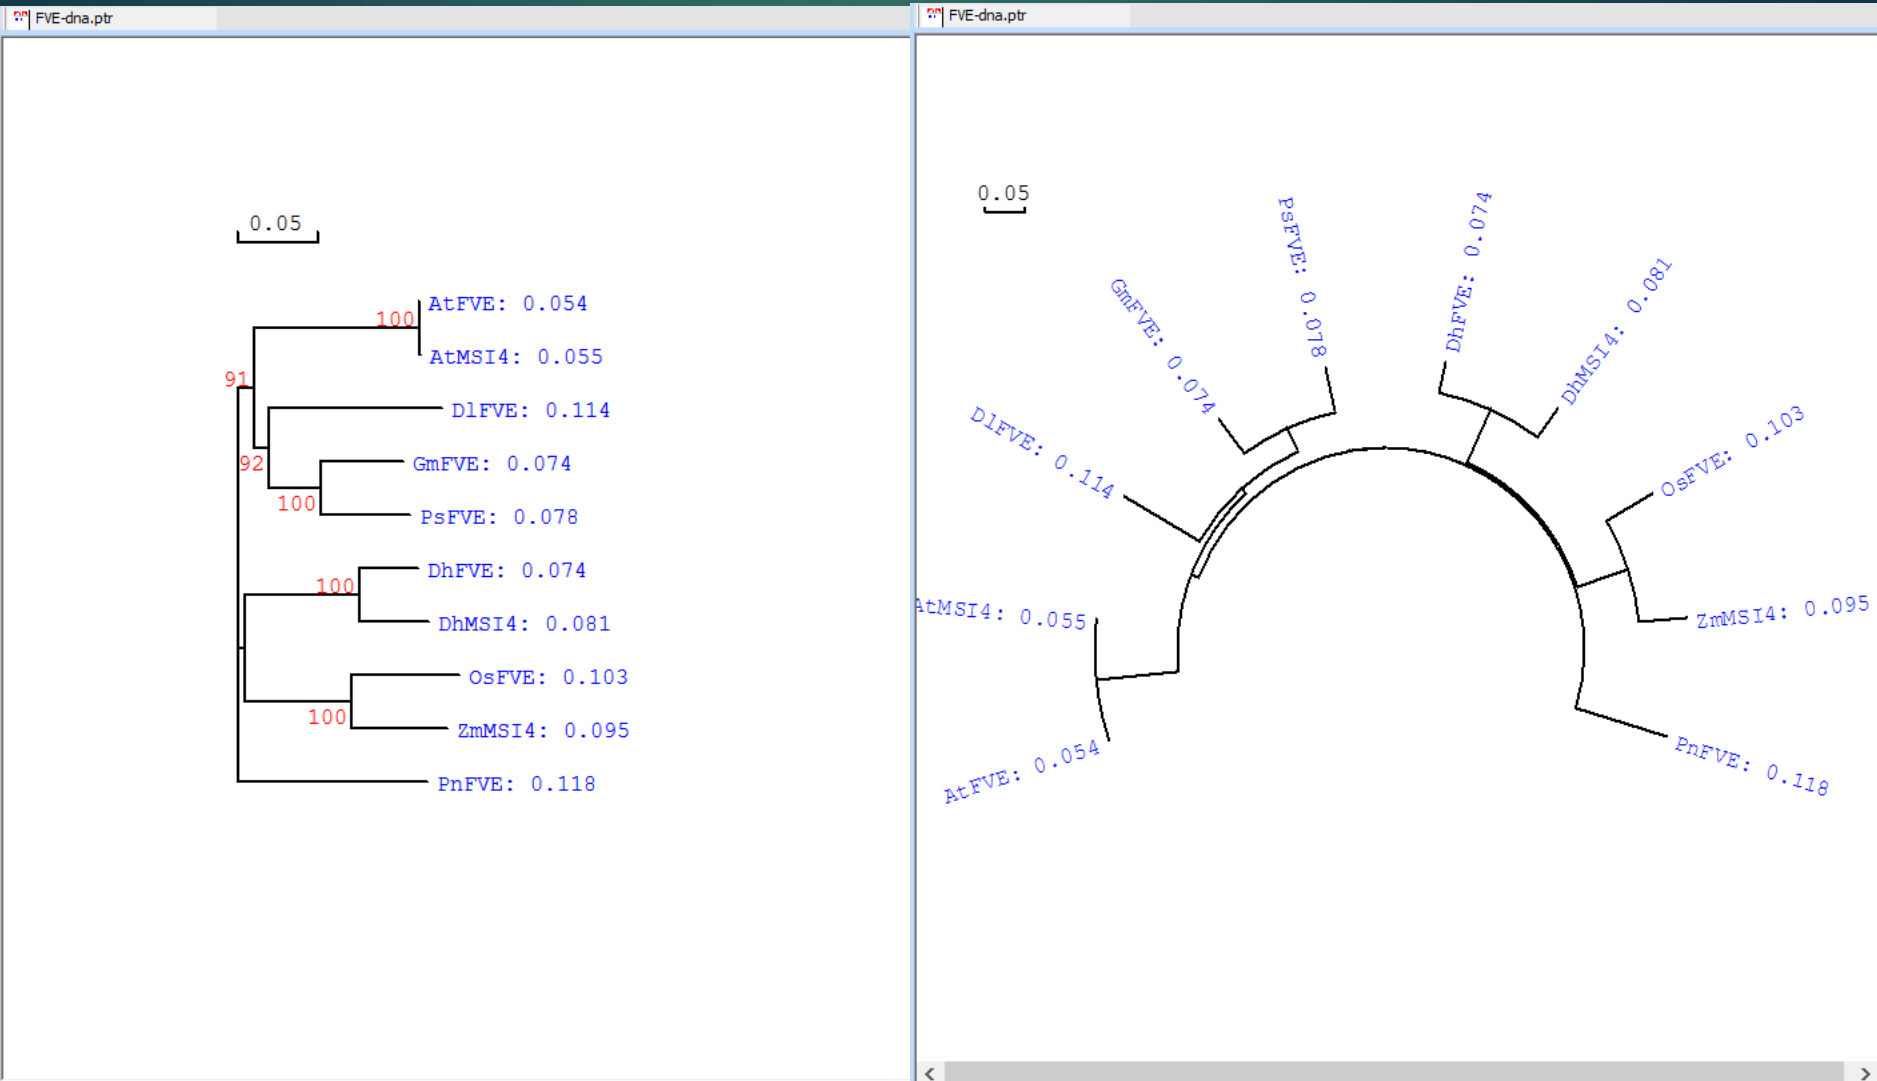 FVE-dna.ptr
0.05
AtFVE: 0.054
100
AtMSI4: 0.055
91
DlFVE: 0.114
92
GmFVE: 0.074
100
PsFVE: 0.078
DhFVE: 0.074
100
DhMSI4: 0.081
OsFVE: 0.103
100
ZmMSI4: 0.095
PnFVE: 0.118
FVE-dna.ptr
0.05
PsFVE: 0.078
DhFVE: 0.074
GmFVE: 0.074
DhMSI4: 0.081
DlFVE: 0.114
OsFVE: 0.103
AtMSI4: 0.055
ZmMSI4: 0.095
AtFVE: 0.054
PnFVE: 0.118